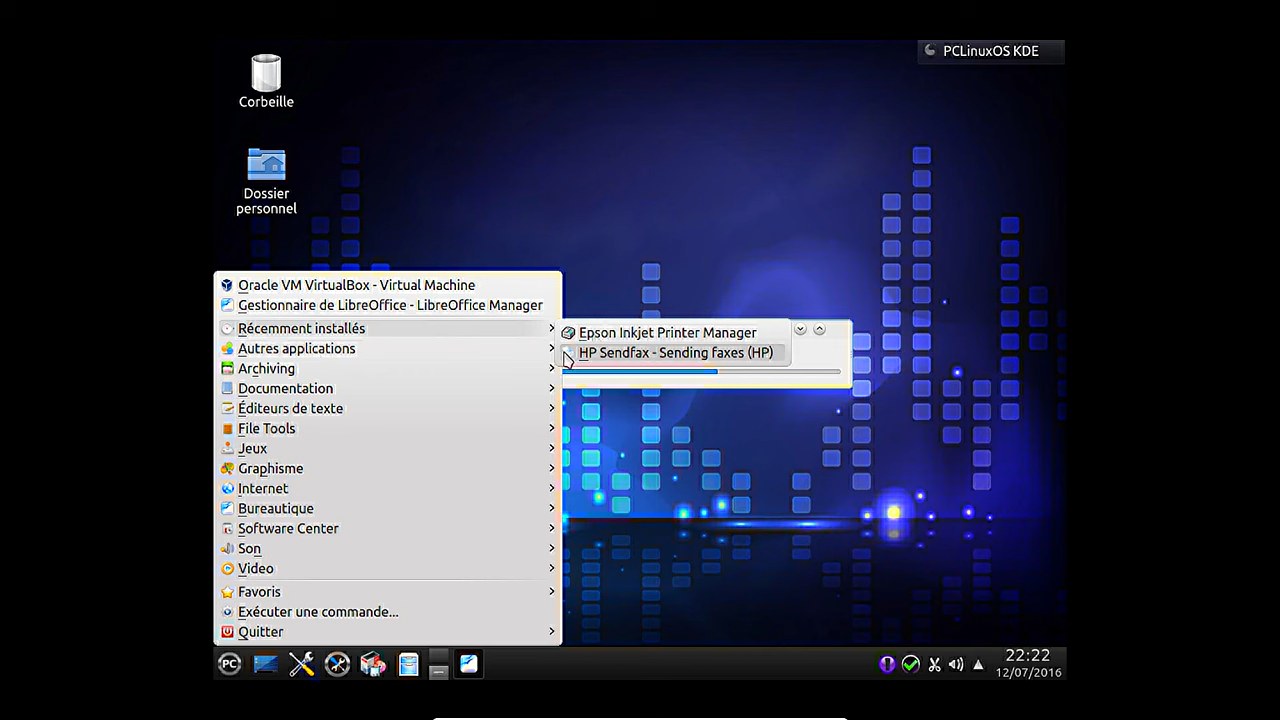 PCLinuxOS KDE
Corbeille
Dossier
personnel
Oracle VM VirtualBox - Virtual Machine
Gestionnaire de LibreOffice - LibreOffice Manager
Récemment installés
Autres applications
Archiving
Documentation
Éditeurs de texte
File Tools
Jeux
Graphisme
Internet
Bureautique
Software Center
Son
Video
Favoris
Exécuter une commande...
Quitter
Epson Inkjet Printer Manager
HP Sendfax - Sending faxes (HP)
PC
22:22
12/07/2016